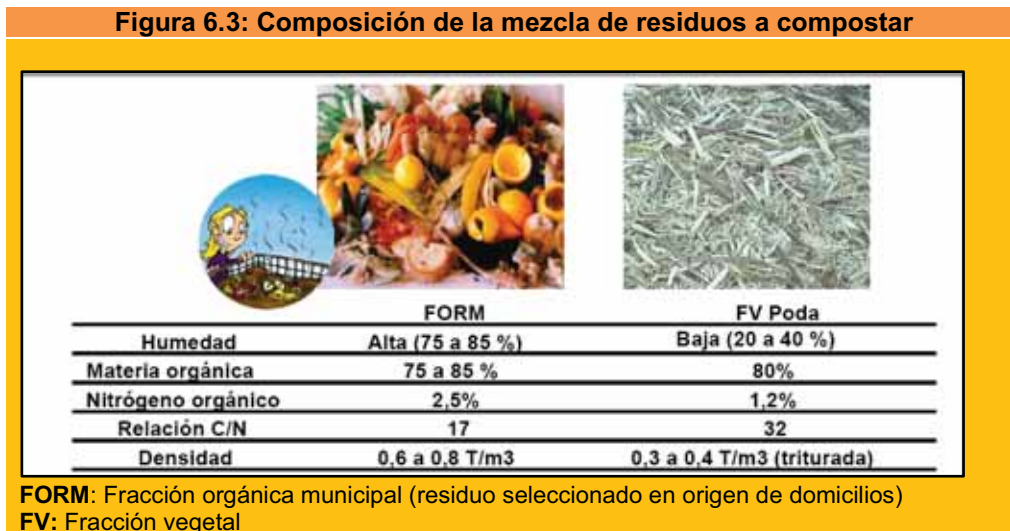 Figura 6.3: Composición de la mezcla de residuos a compostar
FORM FV Poda
Humedad Alta (75 a 85 %) Baja (20 a 40 %)
Materia orgánica 75 a 85 % 80%
Nitrógeno orgánico 2,5% 1,2%
Relación C/N 17 32
Densidad 0,6 a 0,8 T/m3 0,3 a 0,4 T/m3 (triturada)
FORM: Fracción orgánica municipal (residuo seleccionado en origen de domicilios)
FV: Fracción vegetal